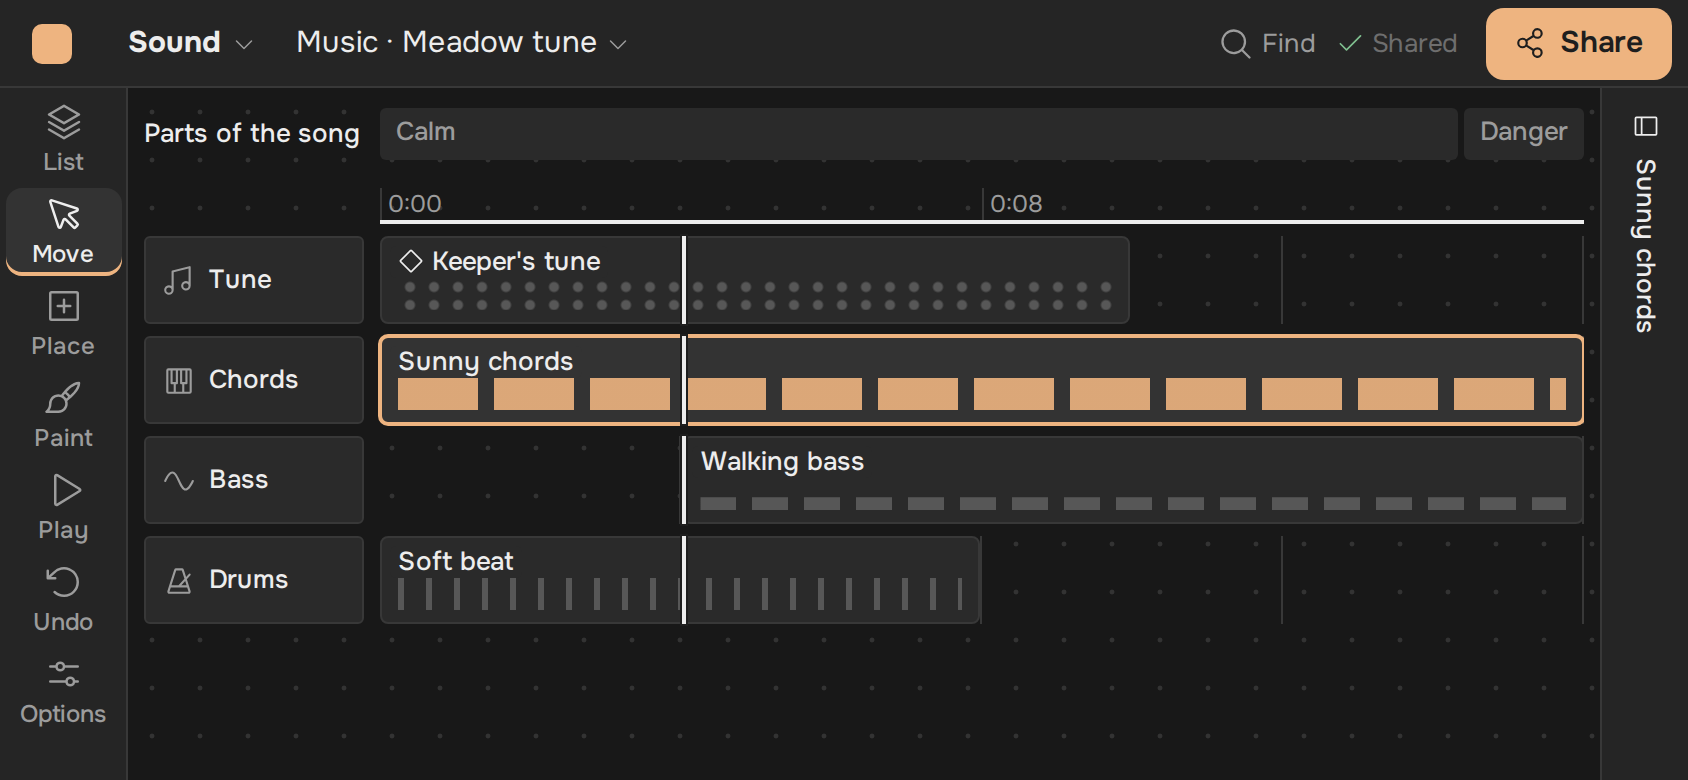 Sound
Music · Meadow tune
Find
Shared
Share
List
Move
Place
Paint
Play
Undo
Options
Parts of the song
Calm
Danger
0:00
0:08
Tune
Keeper's tune
Chords
Sunny chords
Bass
Walking bass
Drums
Soft beat
Sunny chords